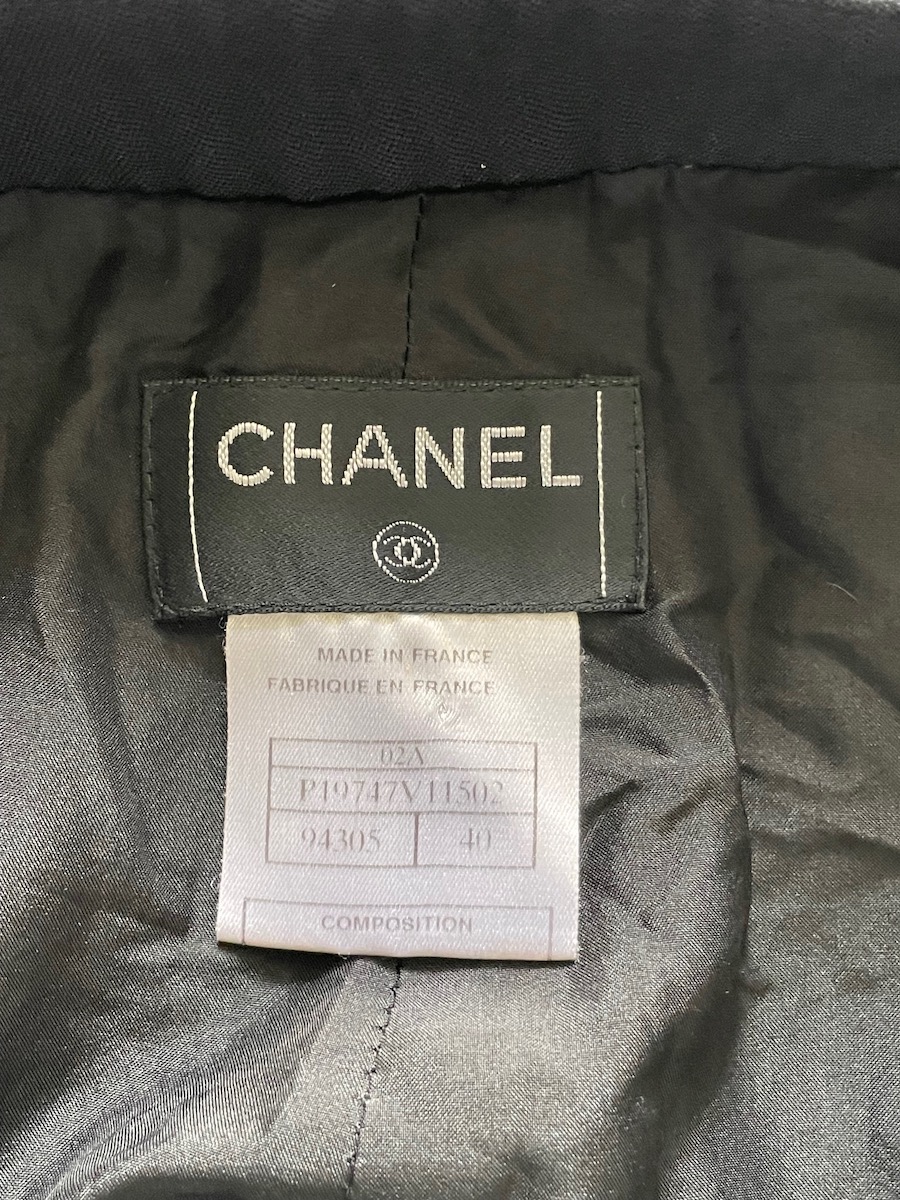 CHANEL
MADE IN FRANCE
FABRIQUE EN FRANCE
02A
P19747V11502
94305 40
COMPOSITION